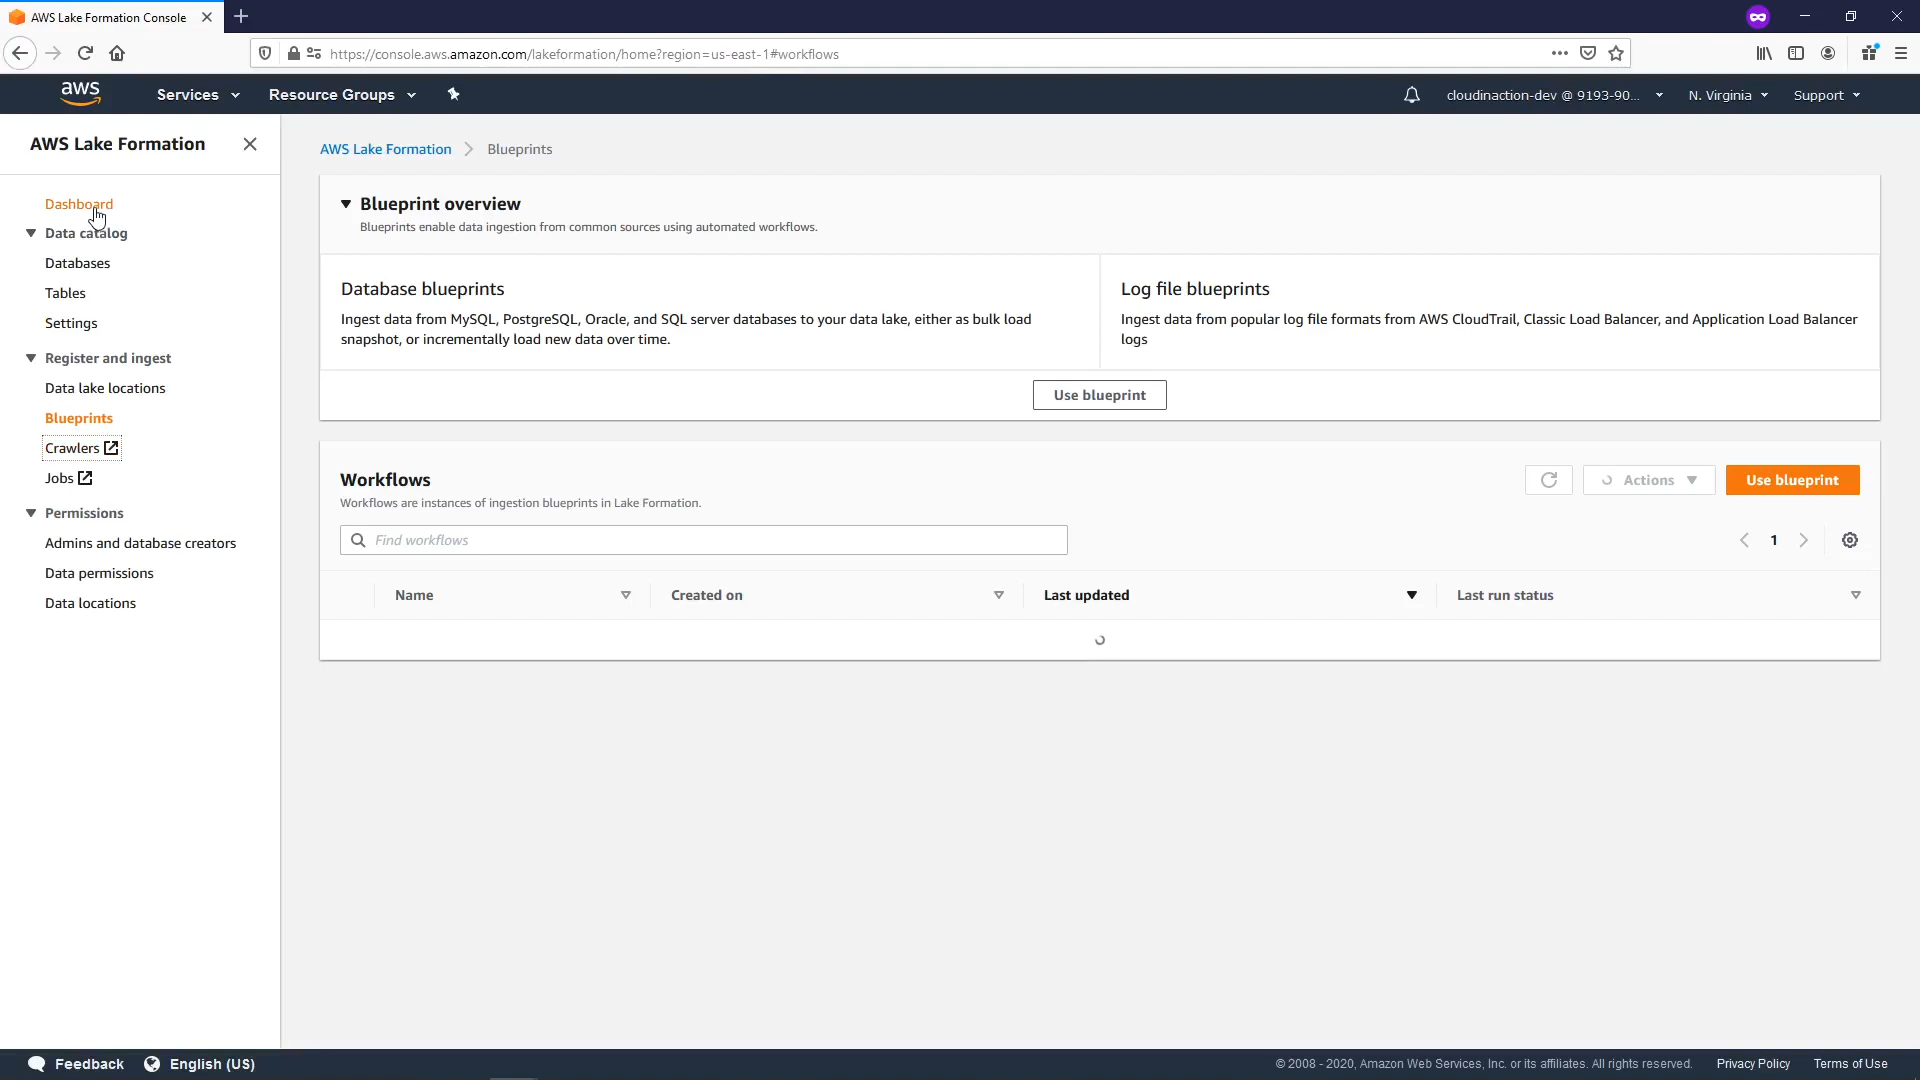 AWS Lake Formation Console
https://console.aws.amazon.com/lakeformation/home?region=us-east-1#workflows
aws
Services
Resource Groups
cloudinaction-dev @ 9193-90...
N. Virginia
Support
AWS Lake Formation
Dashboard
Data catalog
Databases
Tables
Settings
Register and ingest
Data lake locations
Blueprints
Crawlers
Jobs
Permissions
Admins and database creators
Data permissions
Data locations
AWS Lake Formation
Blueprints
Blueprint overview
Blueprints enable data ingestion from common sources using automated workflows.
Database blueprints
Ingest data from MySQL, PostgreSQL, Oracle, and SQL server databases to your data lake, either as bulk load
snapshot, or incrementally load new data over time.
Log file blueprints
Ingest data from popular log file formats from AWS CloudTrail, Classic Load Balancer, and Application Load Balancer
logs
Use blueprint
Workflows
Workflows are instances of ingestion blueprints in Lake Formation.
Actions
Use blueprint
Find workflows
1
Name
Created on
Last updated
Last run status
Feedback
English (US)
© 2008 - 2020, Amazon Web Services, Inc. or its affiliates. All rights reserved.
Privacy Policy
Terms of Use